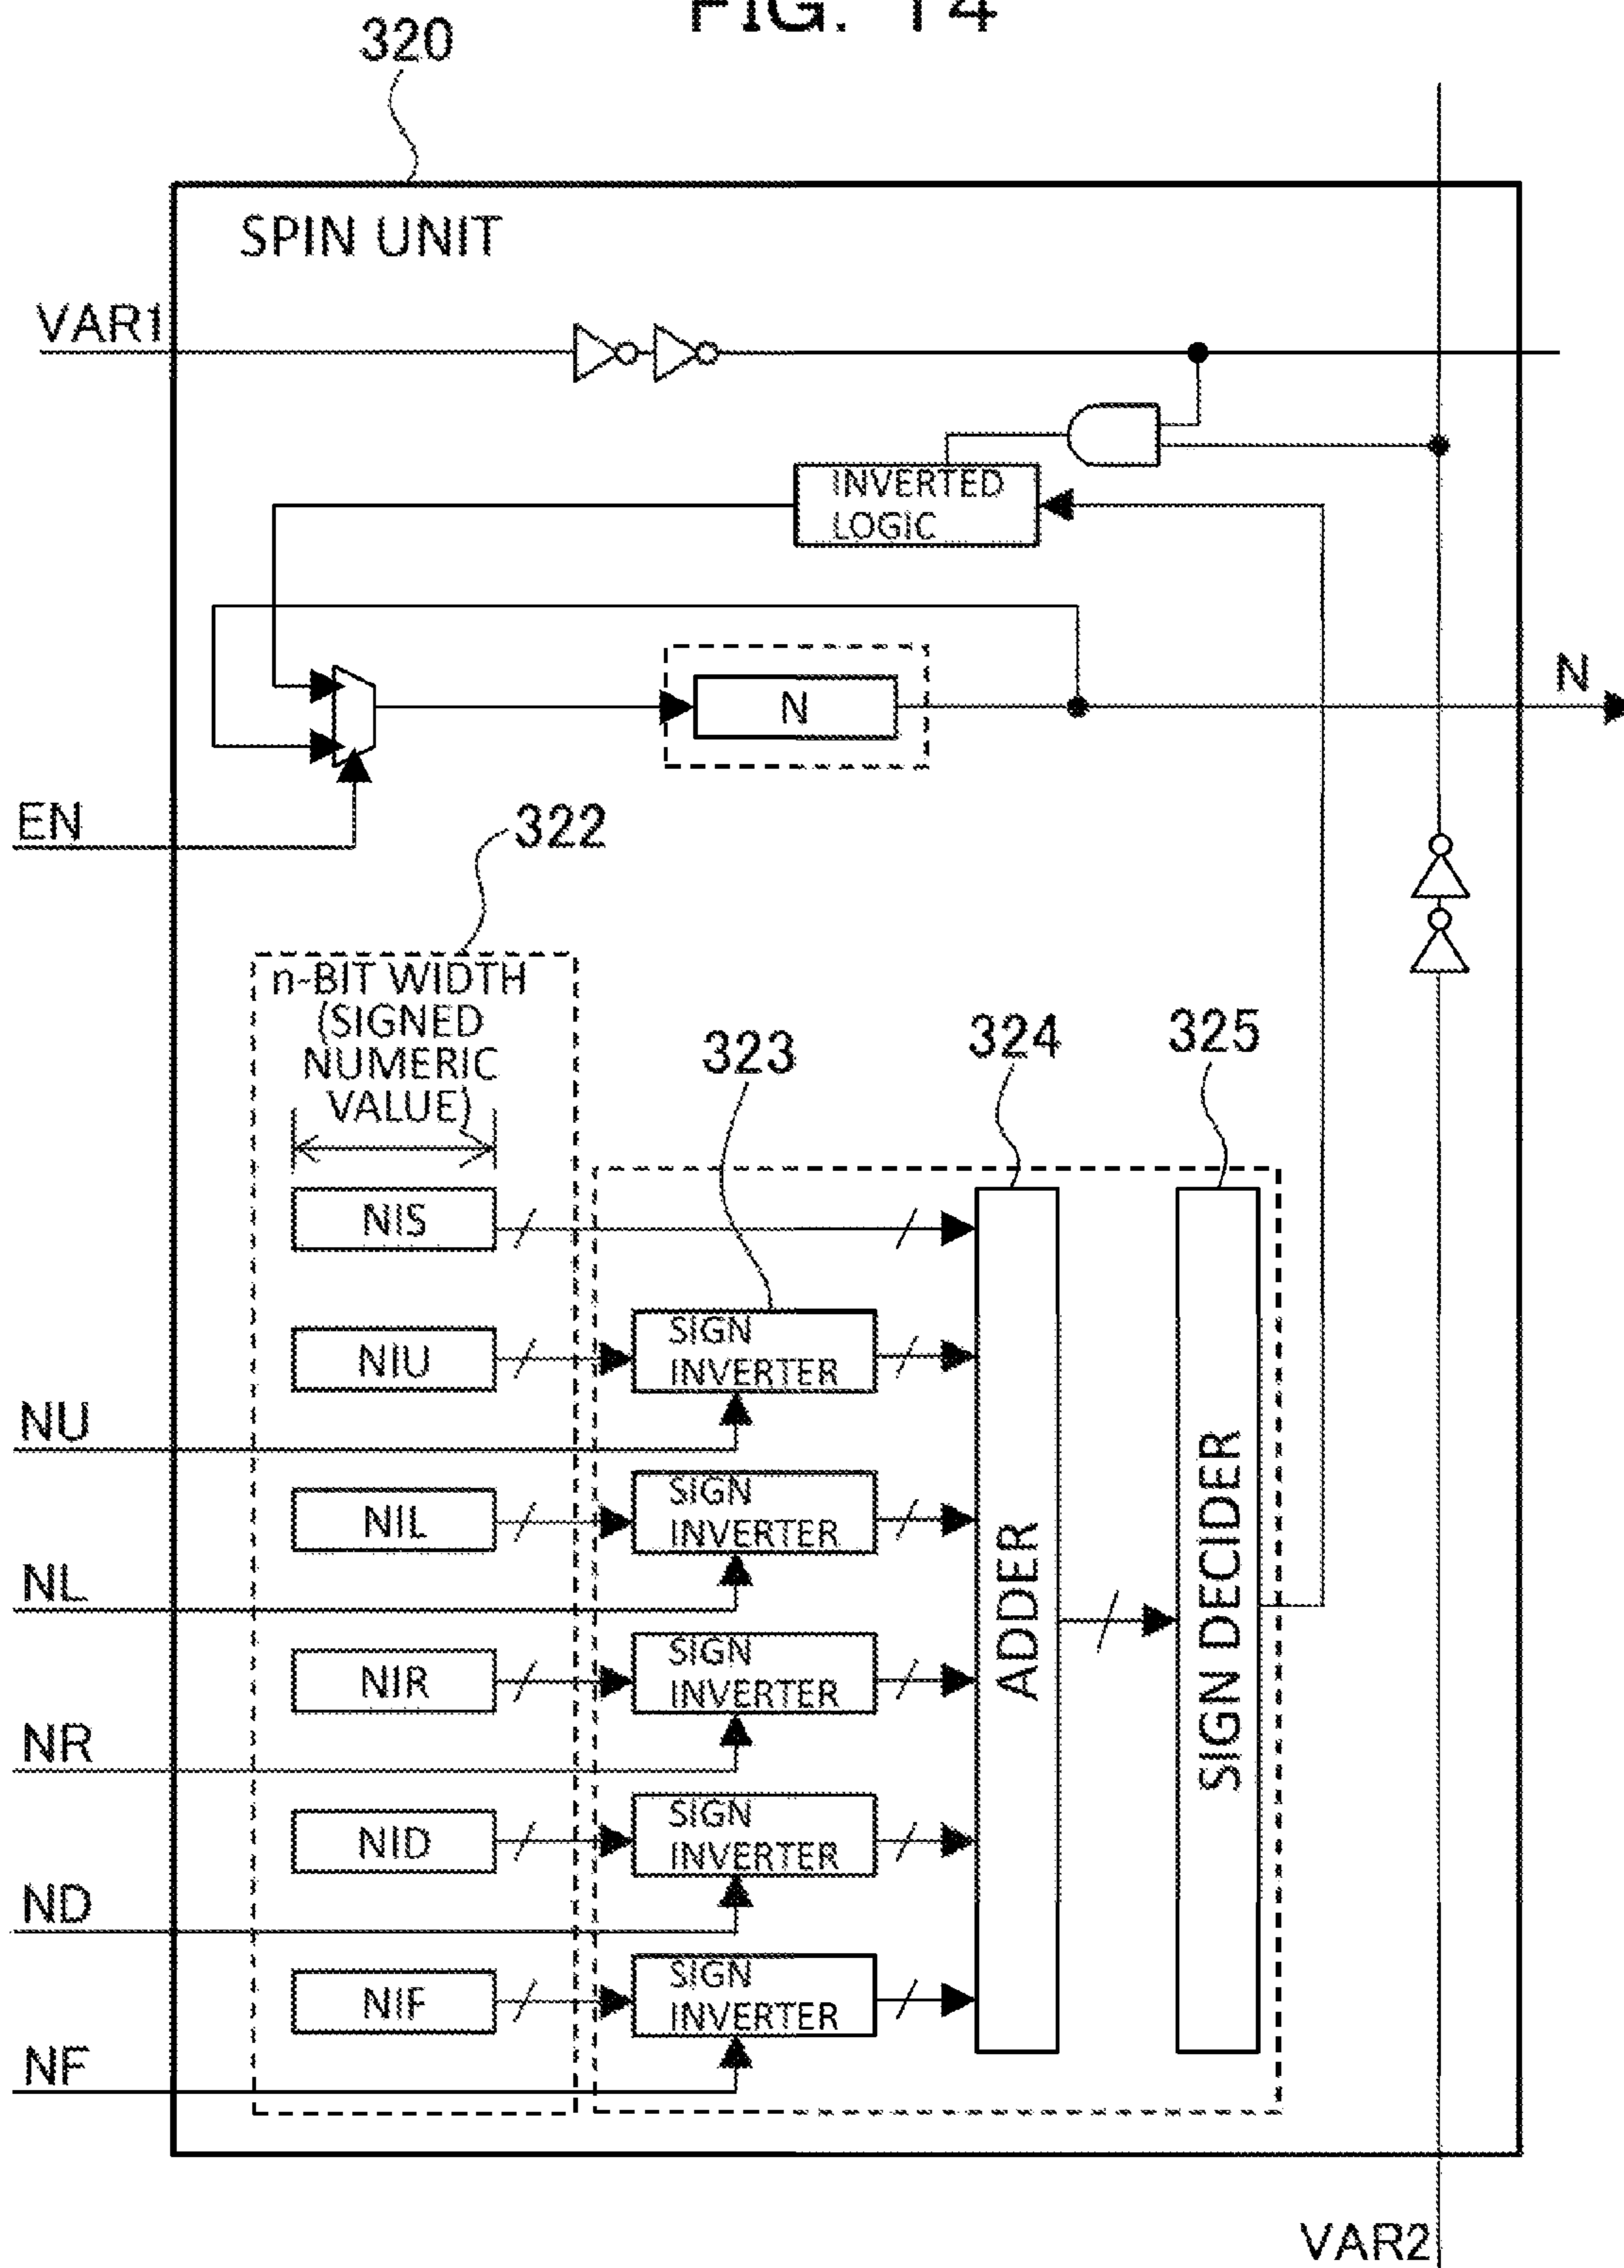 FIG. 14
320
SPIN UNIT
VAR1
INVERTED
LOGIC
N
N
EN
322
n-BIT WIDTH
(SIGNED
NUMERIC
VALUE)
323
324
325
NIS
NIU
SIGN
INVERTER
NU
NIL
SIGN
INVERTER
NL
NIR
SIGN
INVERTER
NR
NID
SIGN
INVERTER
ND
NIF
SIGN
INVERTER
NF
ADDER
SIGN DECIDER
VAR2